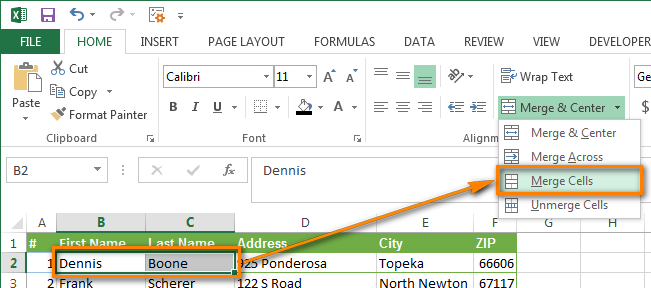 FILE HOME INSERT PAGE LAYOUT FORMULAS DATA REVIEW VIEW DEVELOPER
Cut
Copy
Format Painter
Paste
Clipboard
Calibri 11 A A
B I U A
Font
Alignm
Wrap Text
Merge & Center
Ge
$
Merge & Center
Merge Across
Merge Cells
Unmerge Cells
B2 fx Dennis
A B C D E F G H I
1 # First Name Last Name Address City ZIP
2 1 Dennis Boone 925 Ponderosa Topeka 66606
3 2 Frank Scherer 122 S Road North Newton 67117